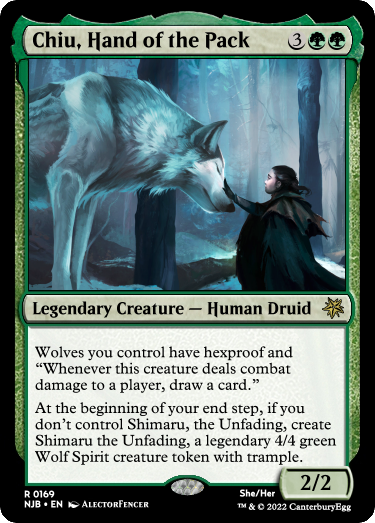 Chiu, Hand of the Pack 3
Legendary Creature — Human Druid
Wolves you control have hexproof and
“Whenever this creature deals combat
damage to a player, draw a card.”
At the beginning of your end step, if you
don’t control Shimaru, the Unfading, create
Shimaru the Unfading, a legendary 4/4 green
Wolf Spirit creature token with trample.
2/2
R 0169
NJB • EN AlectorFencer
She/Her
™ & © 2022 CanterburyEgg